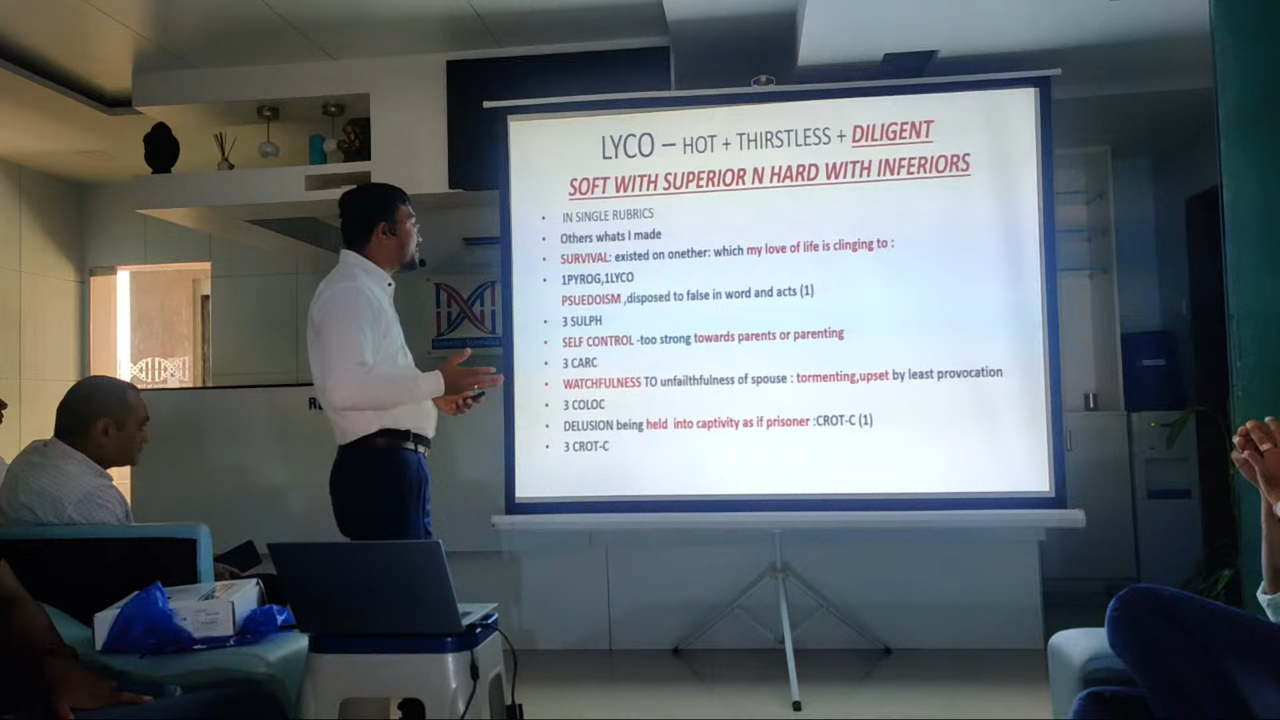 LYCO – HOT + THIRSTLESS + DILIGENT
SOFT WITH SUPERIOR N HARD WITH INFERIORS
• IN SINGLE RUBRICS
• Others whats I made
• SURVIVAL: existed on onether: which my love of life is clinging to :
• 1PYROG,1LYCO
PSUEDOISM ,disposed to false in word and acts (1)
• 3 SULPH
• SELF CONTROL -too strong towards parents or parenting
• 3 CARC
• WATCHFULNESS TO unfailthfulness of spouse : tormenting,upset by least provocation
• 3 COLOC
• DELUSION being held into captivity as if prisoner :CROT-C (1)
• 3 CROT-C